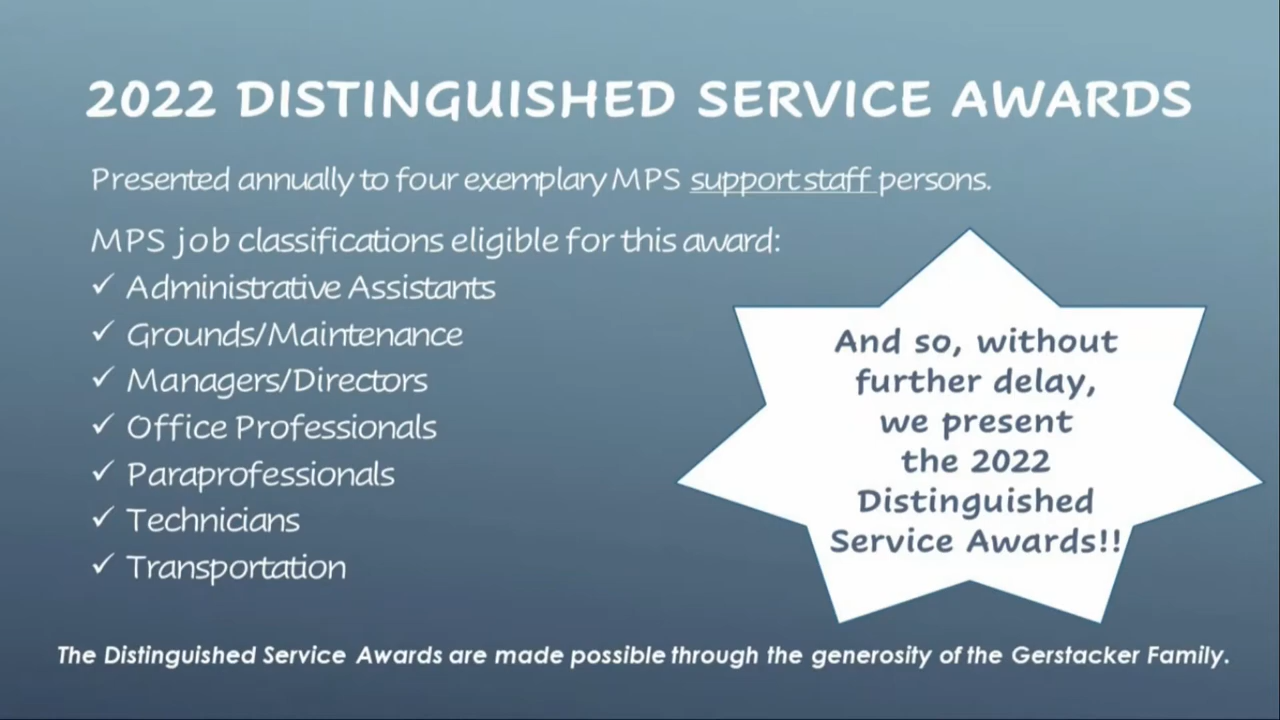 2022 DISTINGUISHED SERVICE AWARDS
Presented annually to four exemplary MPS support staff persons.
MPS job classifications eligible for this award:
✓ Administrative Assistants
✓ Grounds/Maintenance
✓ Managers/Directors
✓ Office Professionals
✓ Paraprofessionals
✓ Technicians
✓ Transportation
And so, without
further delay,
we present
the 2022
Distinguished
Service Awards!!
The Distinguished Service Awards are made possible through the generosity of the Gerstacker Family.